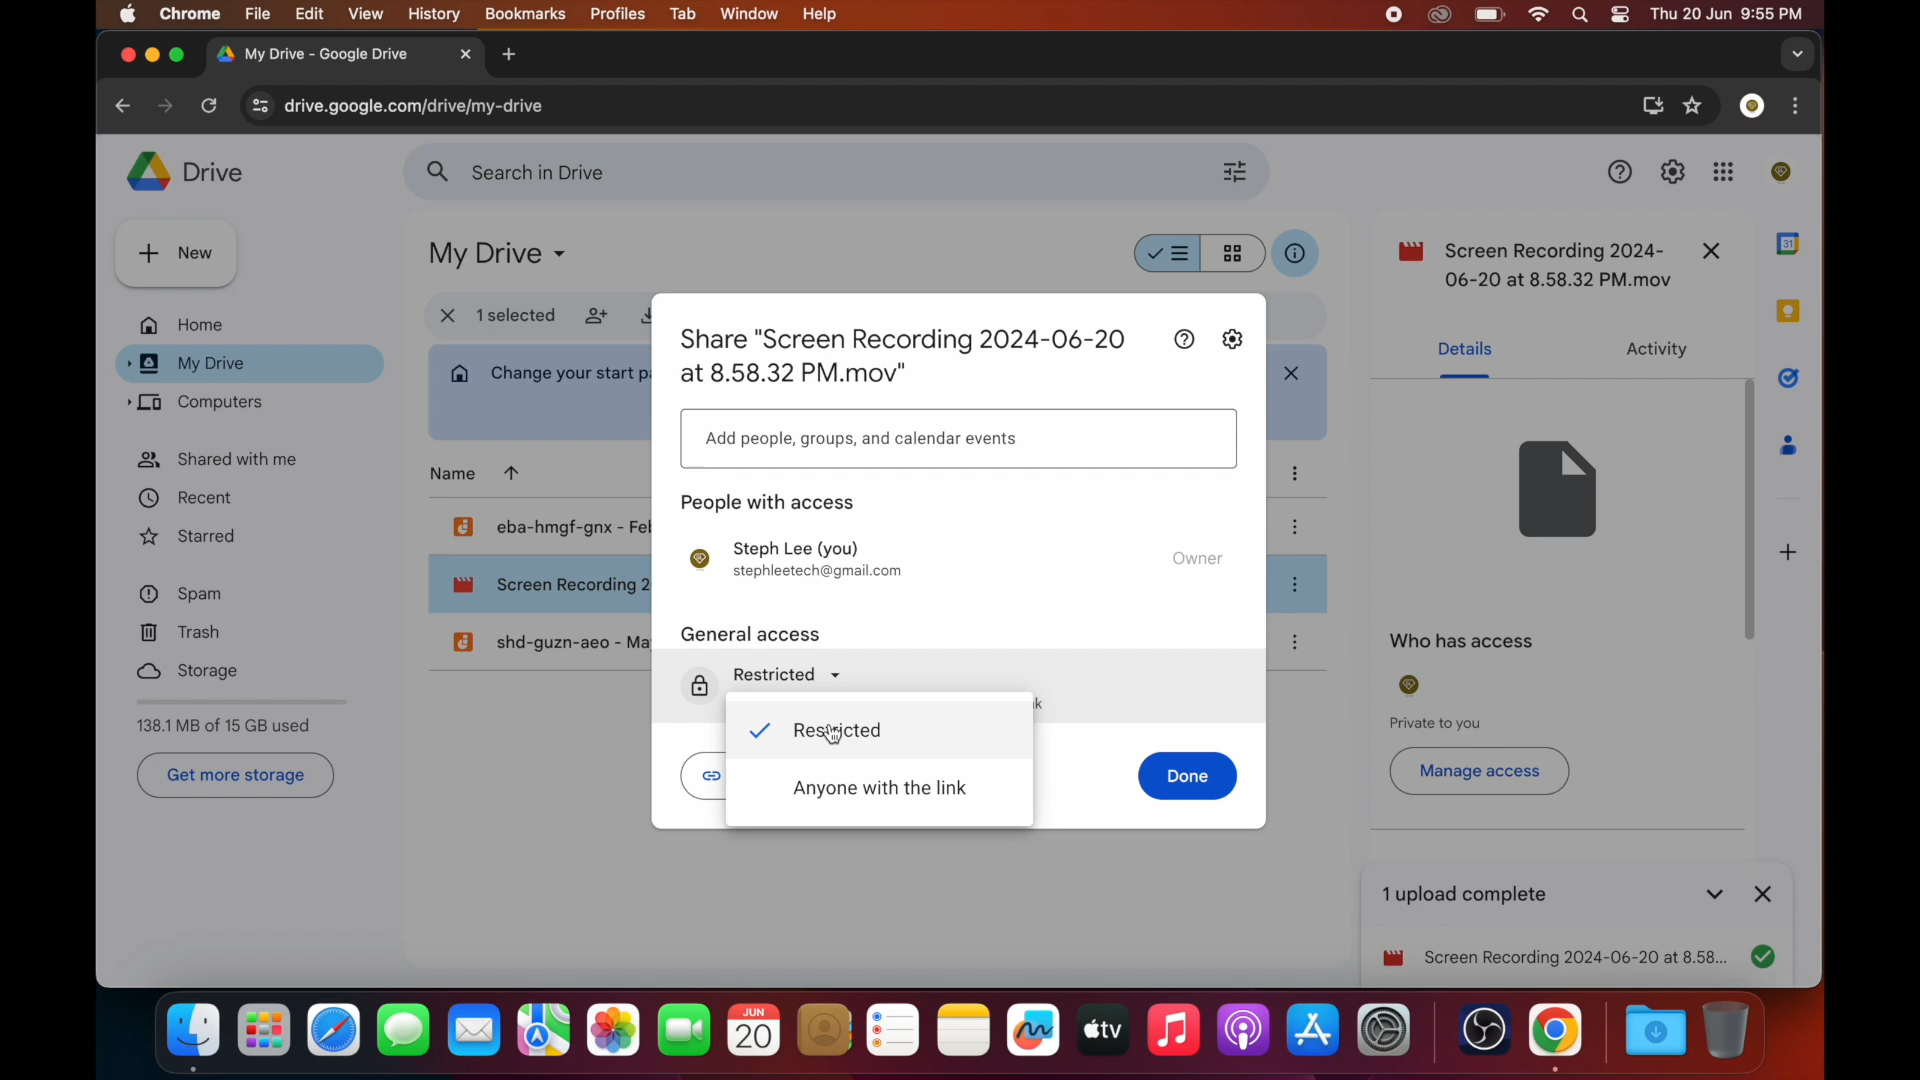 Chrome File Edit View History Bookmarks Profiles Tab Window Help Thu 20 Jun 9:55 PM
My Drive - Google Drive
drive.google.com/drive/my-drive
Drive
Search in Drive
New
Home
My Drive
Computers
Shared with me
Recent
Starred
Spam
Trash
Storage
138.1 MB of 15 GB used
Get more storage
My Drive
1 selected
Change your start pa
Name
eba-hmgf-gnx - Feb
Screen Recording 2
shd-guzn-aeo - May
Share "Screen Recording 2024-06-20
at 8.58.32 PM.mov"
Add people, groups, and calendar events
People with access
Steph Lee (you)
stephleetech@gmail.com
Owner
General access
Restricted
k
Restricted
Anyone with the link
Done
Screen Recording 2024-
06-20 at 8.58.32 PM.mov
Details Activity
Who has access
Private to you
Manage access
1 upload complete
Screen Recording 2024-06-20 at 8.58...
31
JUN
20
tv